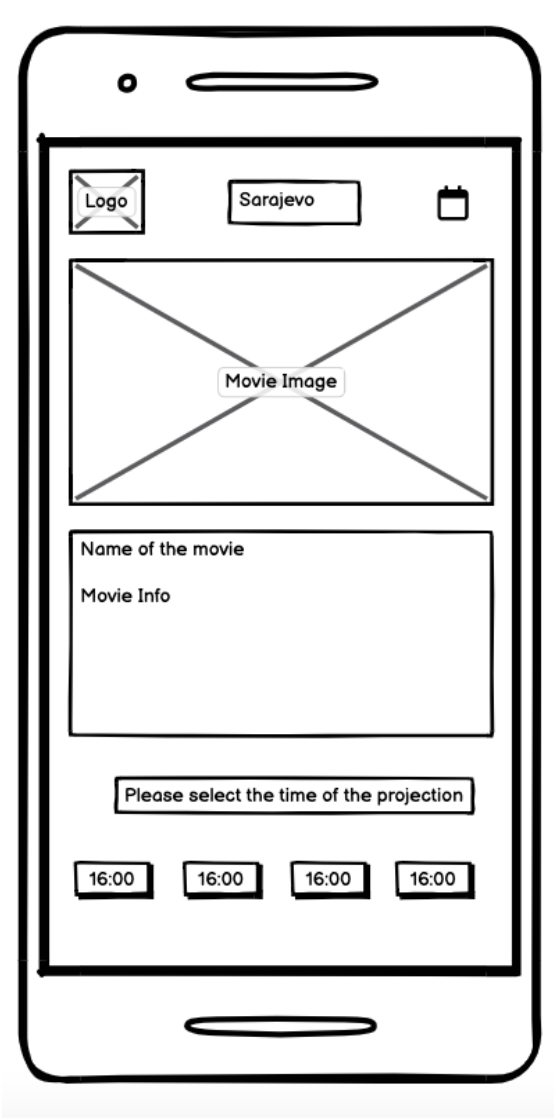 Logo
Sarajevo
Movie Image
Name of the movie
Movie Info
Please select the time of the projection
16:00 16:00 16:00 16:00